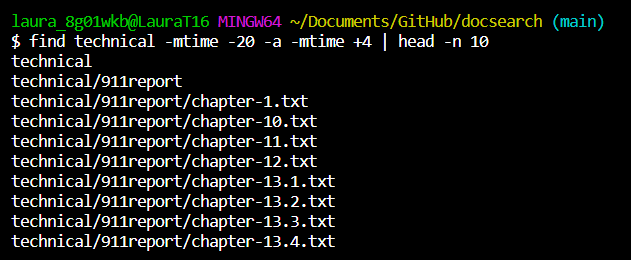 laura_8g01wkb@LauraT16 MINGW64 ~/Documents/GitHub/docsearch (main)
$ find technical -mtime -20 -a -mtime +4 | head -n 10
technical
technical/911report
technical/911report/chapter-1.txt
technical/911report/chapter-10.txt
technical/911report/chapter-11.txt
technical/911report/chapter-12.txt
technical/911report/chapter-13.1.txt
technical/911report/chapter-13.2.txt
technical/911report/chapter-13.3.txt
technical/911report/chapter-13.4.txt